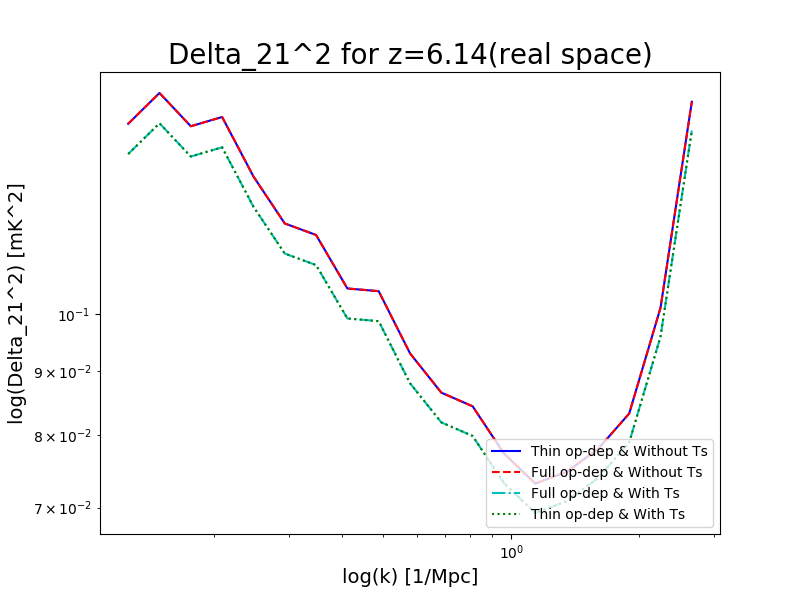 Delta_21^2 for z=6.14(real space)
log(Delta_21^2) [mK^2]
10^{-1}
9 × 10^{-2}
8 × 10^{-2}
7 × 10^{-2}
Thin op-dep & Without Ts
Full op-dep & Without Ts
Full op-dep & With Ts
Thin op-dep & With Ts
10^{0}
log(k) [1/Mpc]